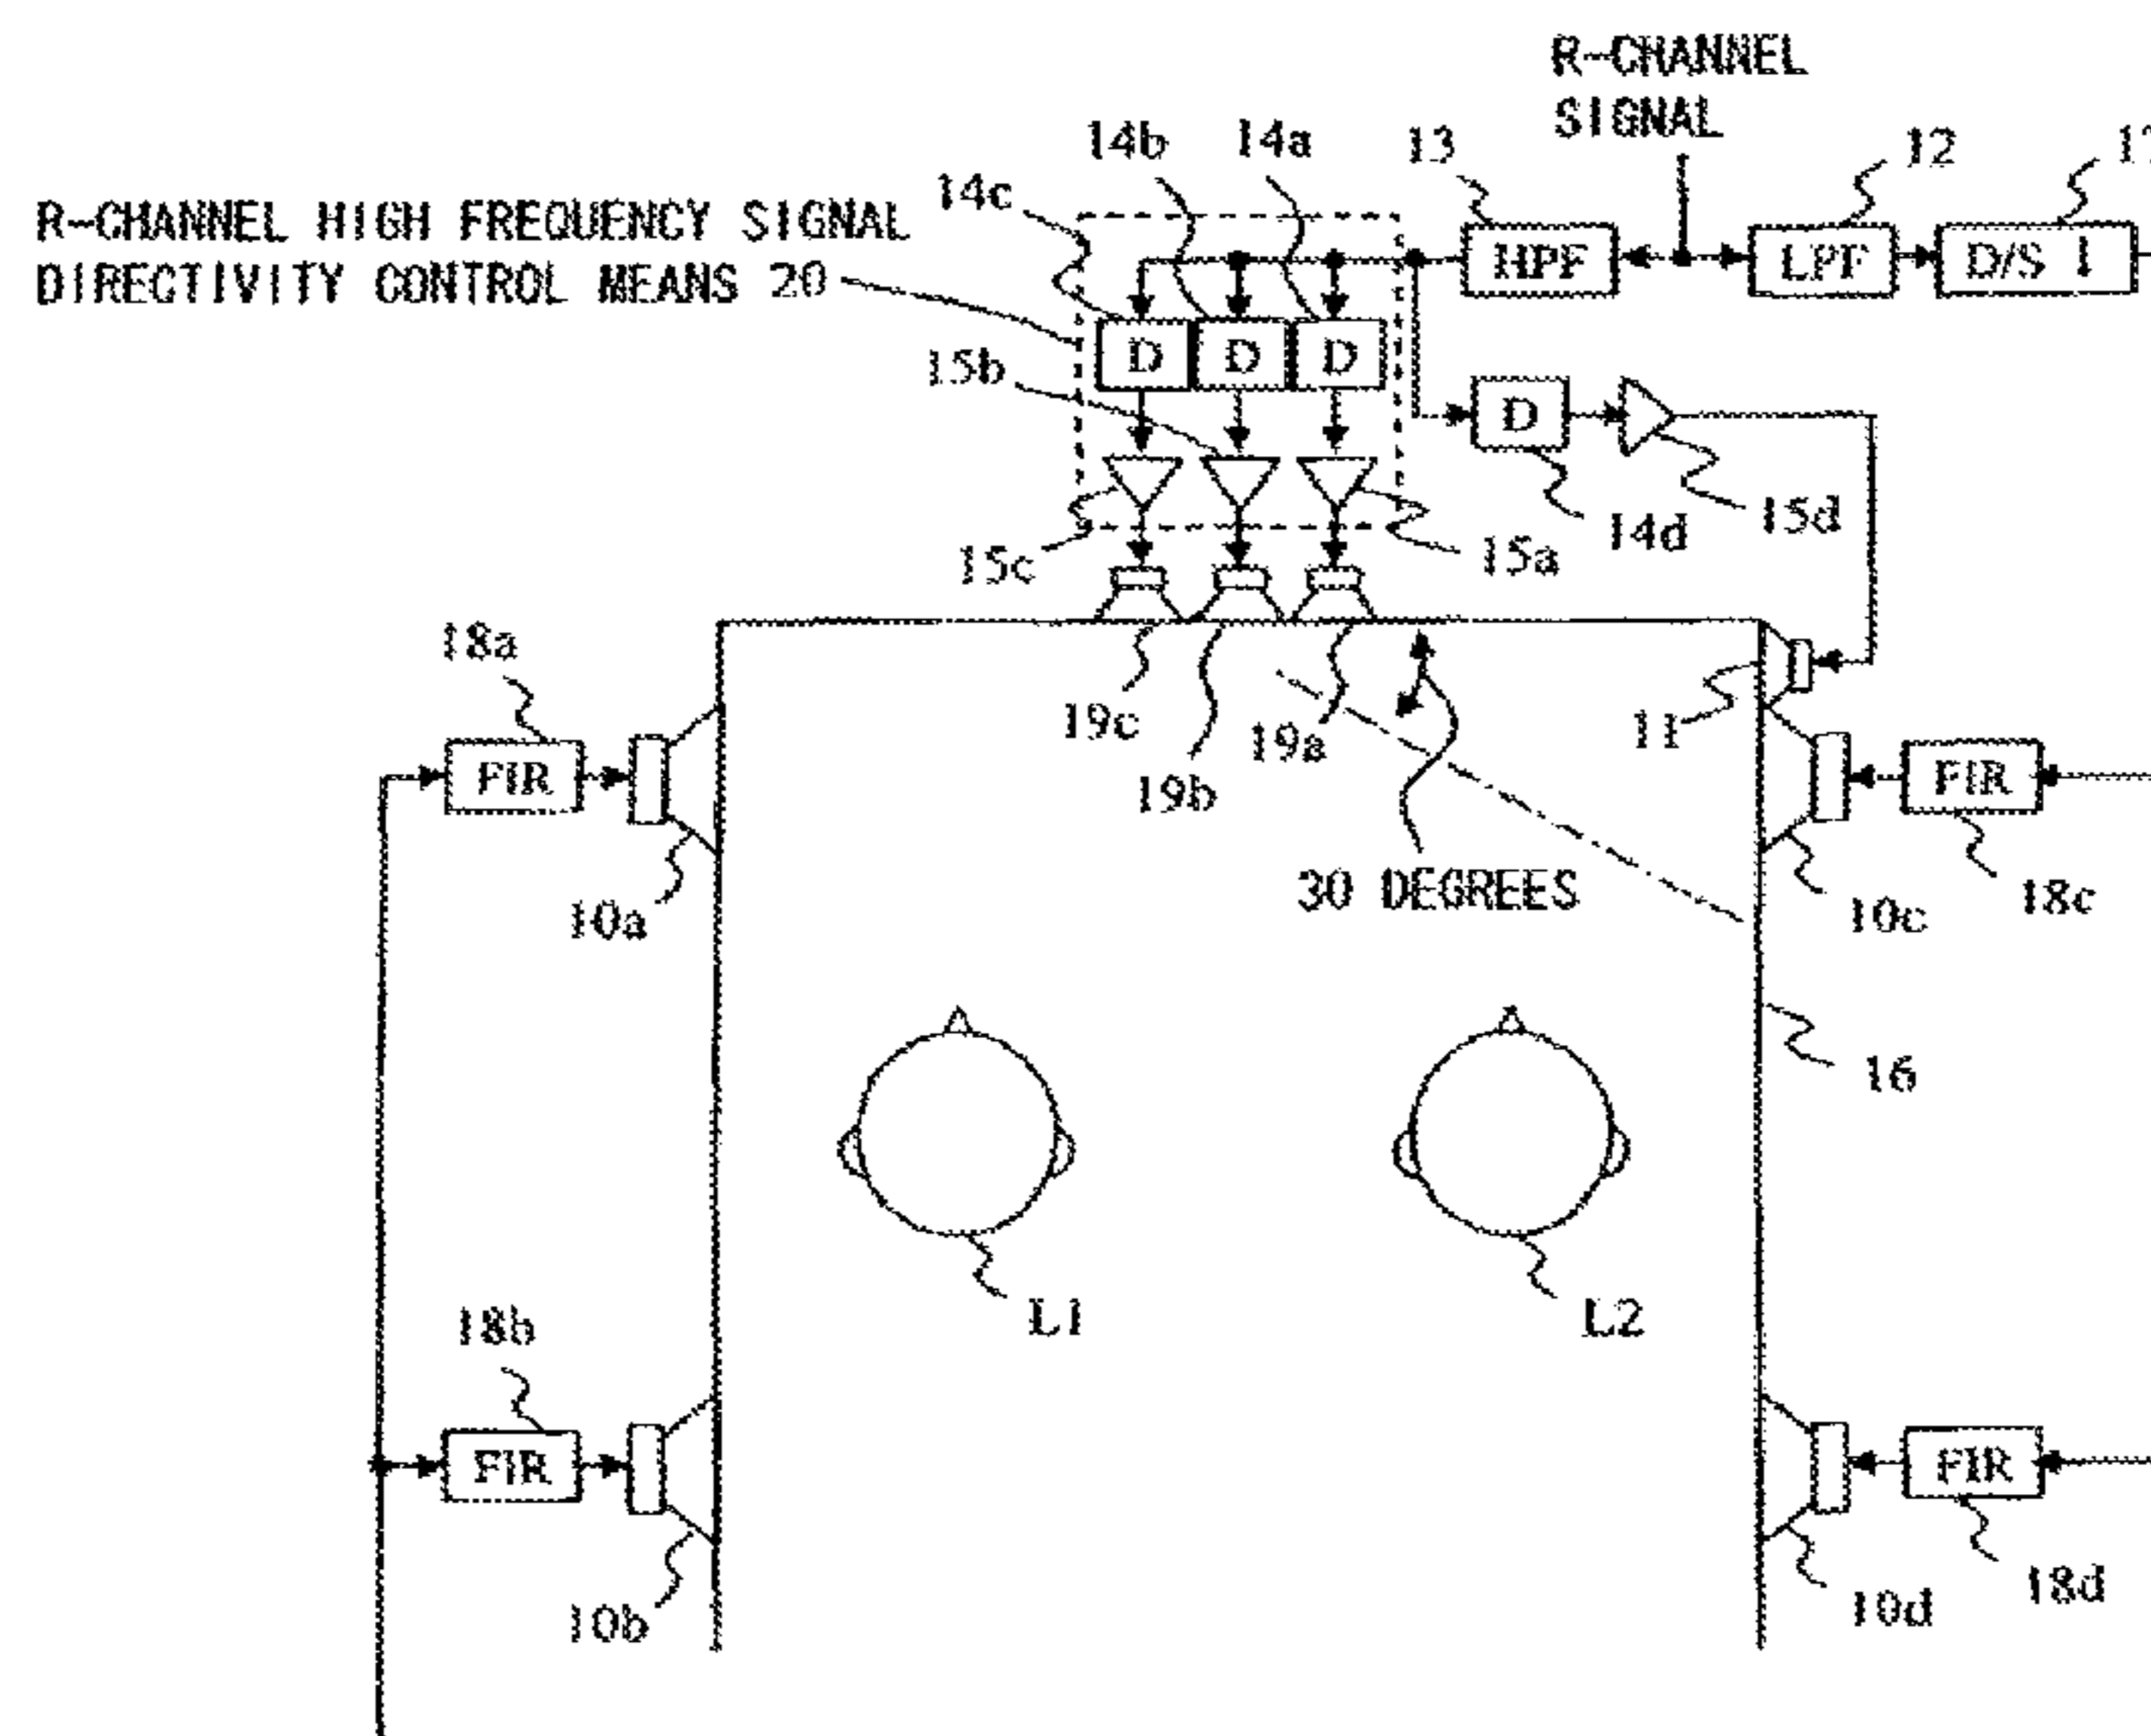 R-CHANNEL
SIGNAL
14b 14a 13 12
14c
R-CHANNEL HIGH FREQUENCY SIGNAL
DIRECTIVITY CONTROL MEANS 20
HPF LPF D/S ↓
D D D
15b
D
15d
14d
15c 15a
18a
19c 19a 11
19b
FIR FIR
30 DEGREES
10a 10c 18c
16
L1 L2
18b
FIR FIR
10b 10d 18d